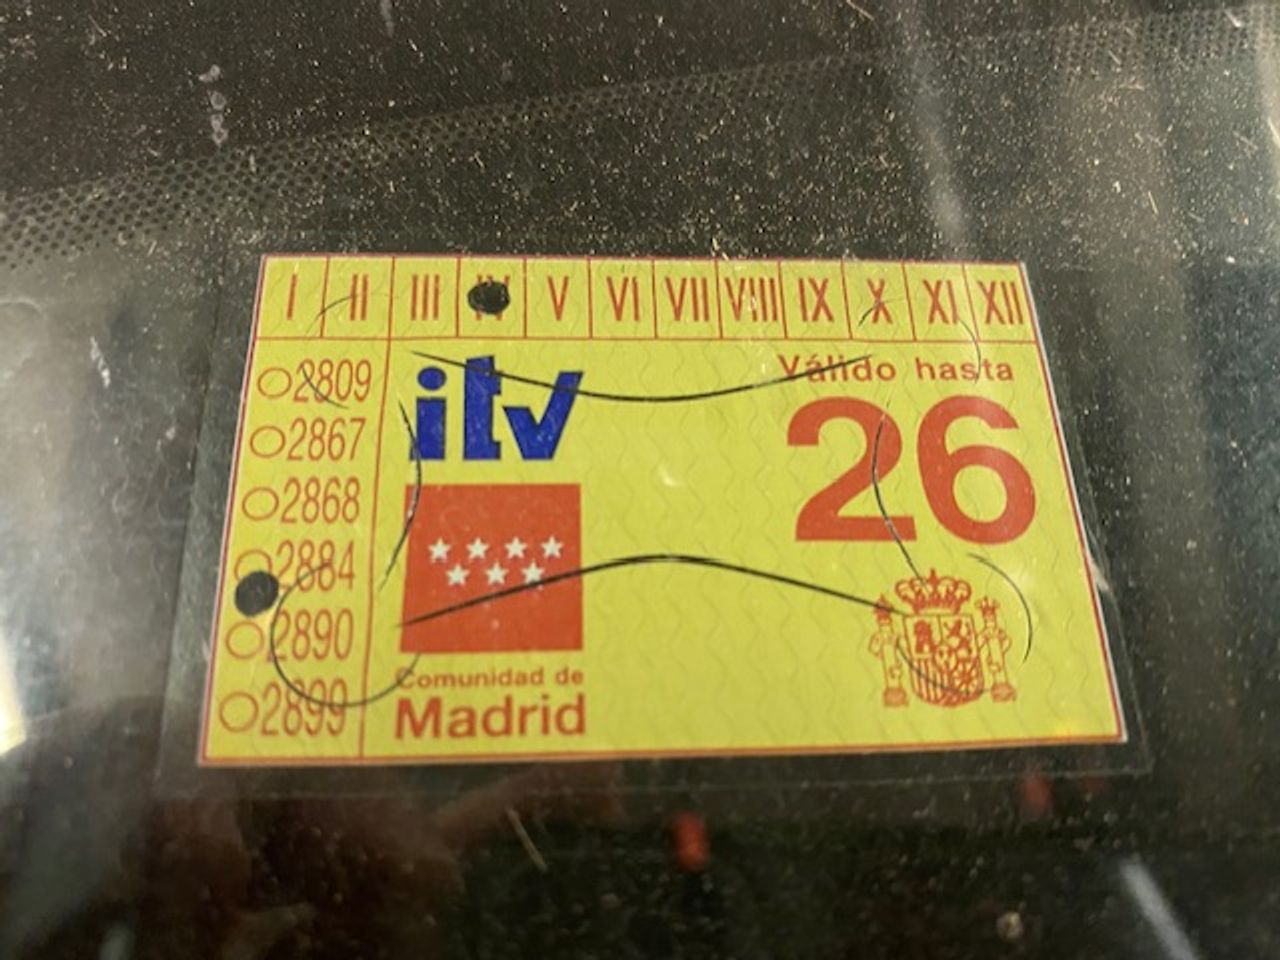 I II III IV V VI VII VIII IX X XI XII
2809
2867
2868
2884
2890
2899
itv
Comunidad de
Madrid
Válido hasta
26